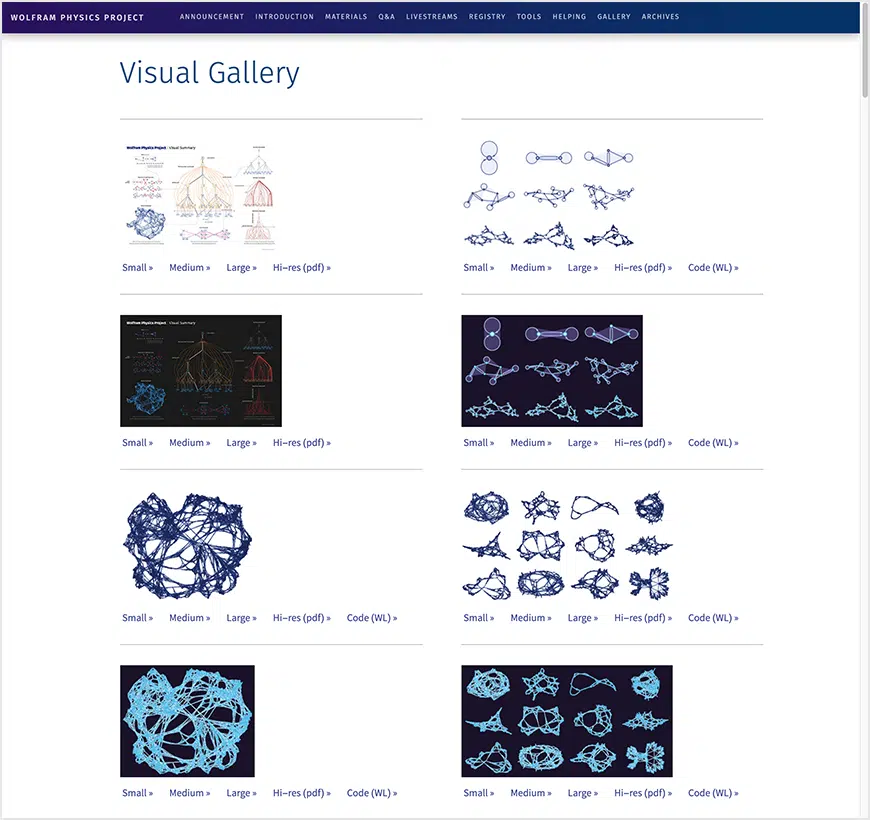 WOLFRAM PHYSICS PROJECT ANNOUNCEMENT INTRODUCTION MATERIALS Q&A LIVESTREAMS REGISTRY TOOLS HELPING GALLERY ARCHIVES
Visual Gallery
Wolfram Physics Project | Visual Summary
Small » Medium » Large » Hi–res (pdf) »
Small » Medium » Large » Hi–res (pdf) » Code (WL) »
Wolfram Physics Project | Visual Summary
Small » Medium » Large » Hi–res (pdf) »
Small » Medium » Large » Hi–res (pdf) » Code (WL) »
Small » Medium » Large » Hi–res (pdf) » Code (WL) »
Small » Medium » Large » Hi–res (pdf) » Code (WL) »
Small » Medium » Large » Hi–res (pdf) » Code (WL) »
Small » Medium » Large » Hi–res (pdf) » Code (WL) »